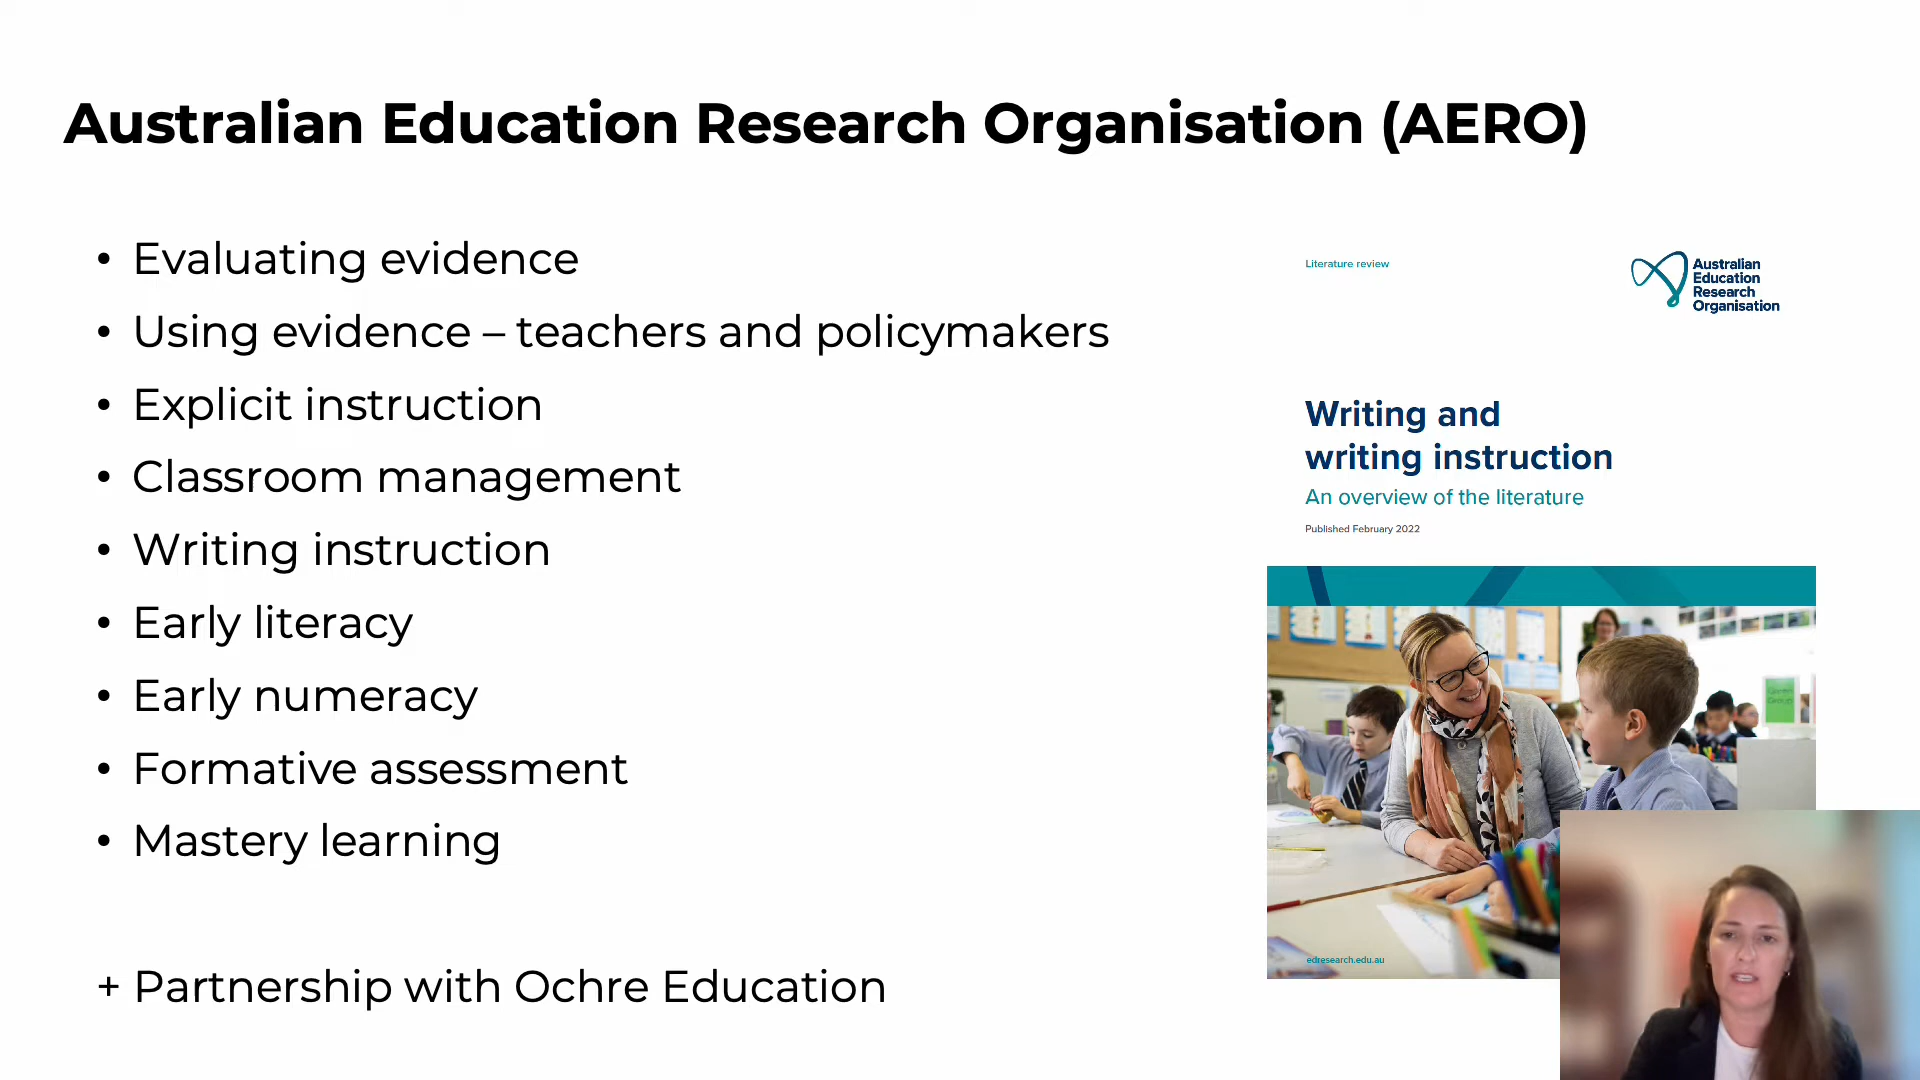 Australian Education Research Organisation (AERO)
• Evaluating evidence
• Using evidence – teachers and policymakers
• Explicit instruction
• Classroom management
• Writing instruction
• Early literacy
• Early numeracy
• Formative assessment
• Mastery learning
+ Partnership with Ochre Education
Literature review
Australian
Education
Research
Organisation
Writing and
writing instruction
An overview of the literature
Published February 2022
edresearch.edu.au